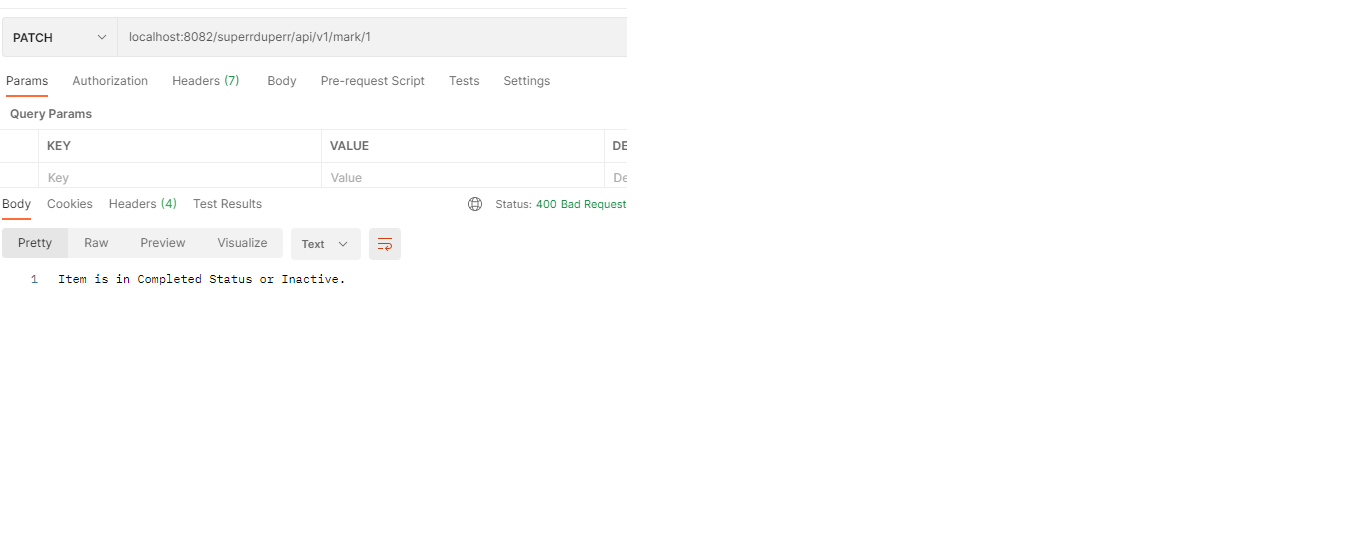 PATCH localhost:8082/superrduperr/api/v1/mark/1
Params Authorization Headers (7) Body Pre-request Script Tests Settings
Query Params
KEY VALUE DE
Key Value De
Body Cookies Headers (4) Test Results Status: 400 Bad Request
Pretty Raw Preview Visualize Text
1 Item is in Completed Status or Inactive.